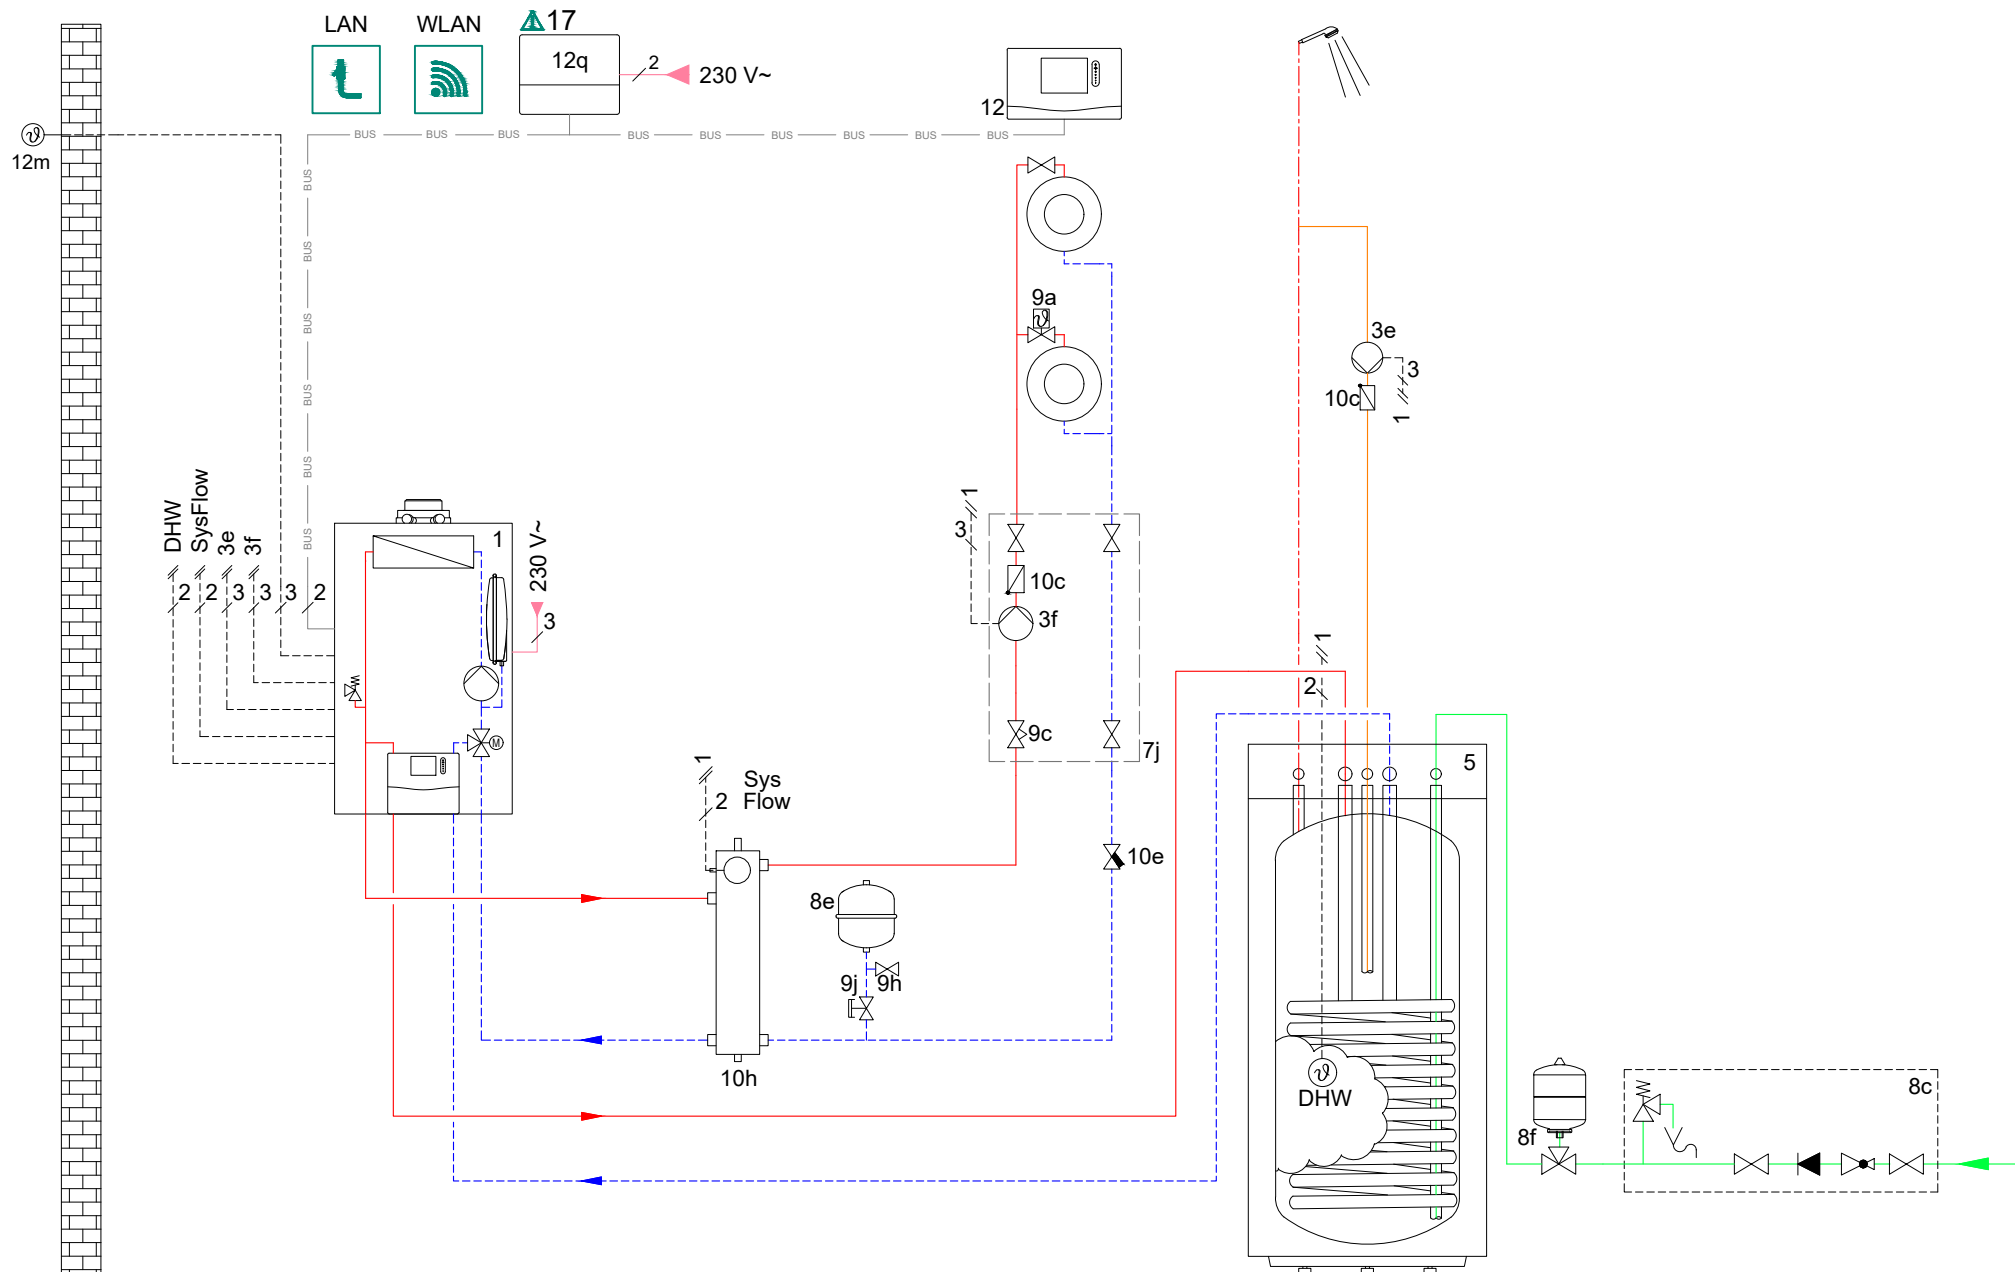 LAN
WLAN
17
12q
2
230 V~
12
BUS BUS BUS BUS BUS BUS BUS BUS BUS
12m
BUS
BUS
BUS
BUS
BUS
BUS
9a
3e
3
10c
1
DHW
SysFlow
3e
3f
2
2
3
3
3
2
1
230 V~
3
M
1
3
10c
3f
9c
7j
1
2
5
1
2
Sys
Flow
10e
8e
9j
9h
10h
DHW
8f
8c